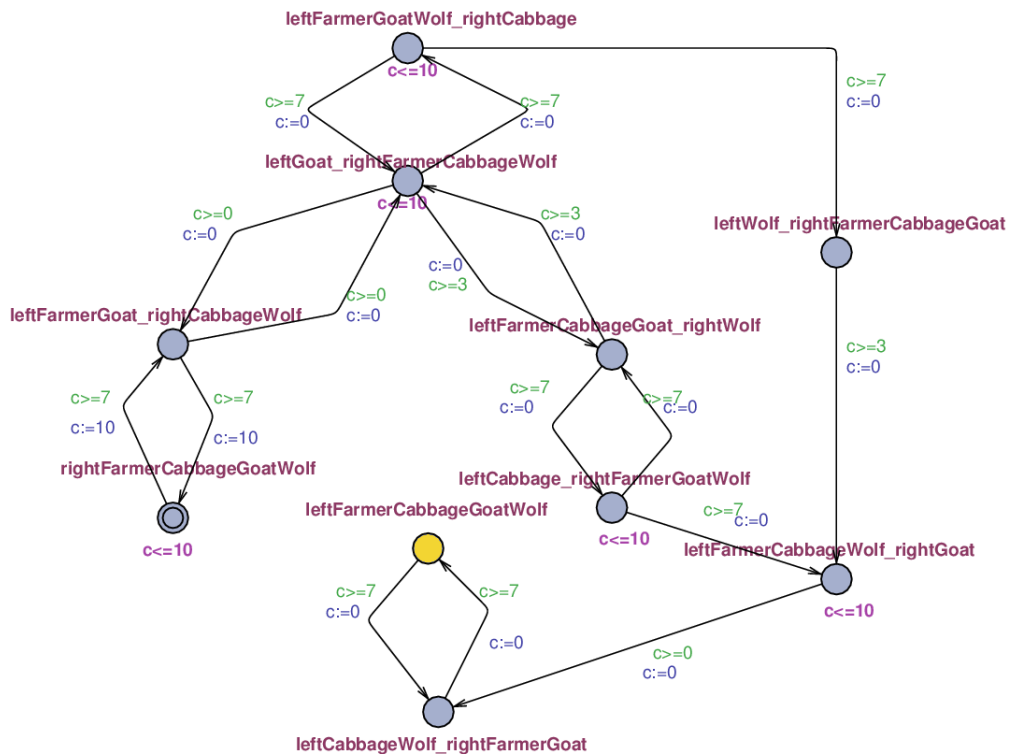 leftFarmerGoatWolf_rightCabbage
c<=10
c>=7
c:=0
c>=7
c:=0
c>=7
c:=0
leftGoat_rightFarmerCabbageWolf
c<=10
c>=0
c:=0
c>=3
c:=0
leftWolf_rightFarmerCabbageGoat
c:=0
c>=3
c>=0
c:=0
leftFarmerGoat_rightCabbageWolf
leftFarmerCabbageGoat_rightWolf
c>=3
c:=0
c>=7
c:=10
c>=7
c:=10
c>=7
c:=0
c>=7
c:=0
rightFarmerCabbageGoatWolf
c<=10
leftCabbage_rightFarmerGoatWolf
c<=10
leftFarmerCabbageGoatWolf
c>=7
c:=0
leftFarmerCabbageWolf_rightGoat
c<=10
c>=7
c:=0
c>=7
c:=0
c>=0
c:=0
leftCabbageWolf_rightFarmerGoat